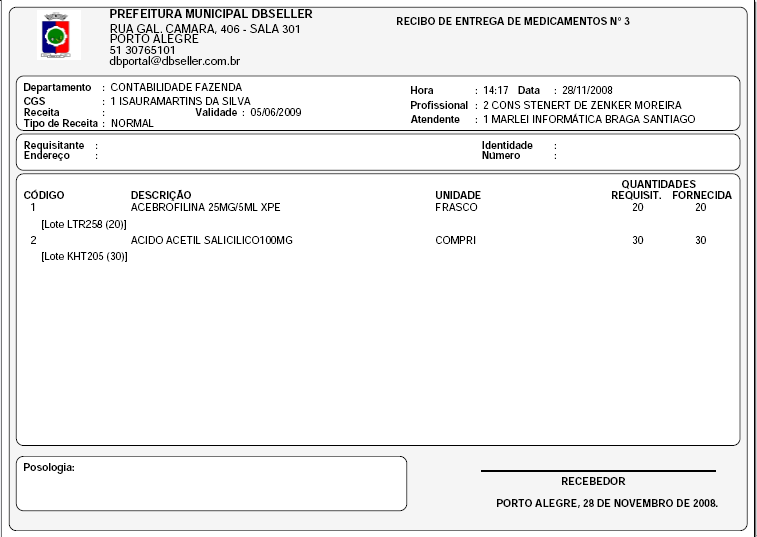 PREFEITURA MUNICIPAL DBSELLER
RECIBO DE ENTREGA DE MEDICAMENTOS N° 3
RUA GAL. CAMARA, 406 - SALA 301
PORTO ALEGRE
51 30765101
dbportal@dbseller.com.br
Departamento : CONTABILIDADE FAZENDA
Hora : 14:17 Data : 28/11/2008
CGS : 1 ISAURAMARTINS DA SILVA
Profissional : 2 CONS STENERT DE ZENKER MOREIRA
Receita : Validade : 05/06/2009
Atendente : 1 MARLEI INFORMÁTICA BRAGA SANTIAGO
Tipo de Receita : NORMAL
Requisitante : Identidade :
Endereço : Número :
QUANTIDADES
CÓDIGO DESCRIÇÃO UNIDADE REQUISIT. FORNECIDA
1 ACEBROFILINA 25MG/5ML XPE FRASCO 20 20
[Lote LTR258 (20)]
2 ACIDO ACETIL SALICILICO100MG COMPRI 30 30
[Lote KHT205 (30)]
Posologia:
RECEBEDOR
PORTO ALEGRE, 28 DE NOVEMBRO DE 2008.